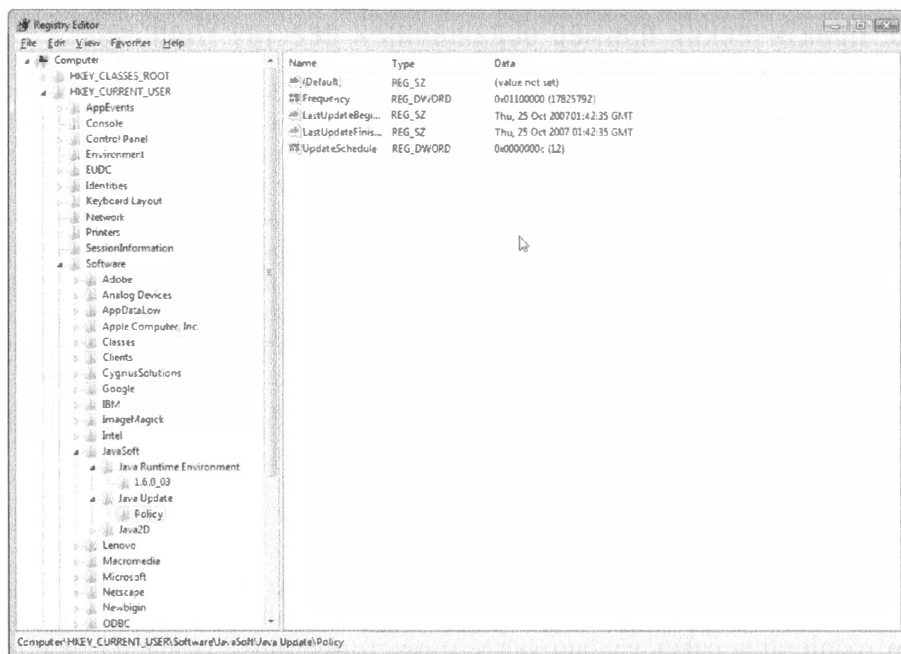 Registry Editor
File Edit View Favorites Help
Computer
HKEY_CLASSES_ROOT
HKEY_CURRENT_USER
AppEvents
Console
Control Panel
Environment
EUDC
Identities
Keyboard Layout
Network
Printers
SessionInformation
Software
Adobe
Analog Devices
AppDataLow
Apple Computer, Inc.
Classes
Clients
CygnusSolutions
Google
IBM
ImageMagick
Intel
JavaSoft
Java Runtime Environment
1.6.0_03
Java Update
Policy
Java2D
Lenovo
Macromedia
Microsoft
Netscape
Newbigin
ODBC
Name Type Data
(Default) REG_SZ (value not set)
Frequency REG_DWORD 0x01100000 (17825792)
LastUpdateBegi... REG_SZ Thu, 25 Oct 2007 01:42:35 GMT
LastUpdateFinis... REG_SZ Thu, 25 Oct 2007 01:42:35 GMT
UpdateSchedule REG_DWORD 0x0000000c (12)
Computer\HKEY_CURRENT_USER\Software\JavaSoft\Java Update\Policy